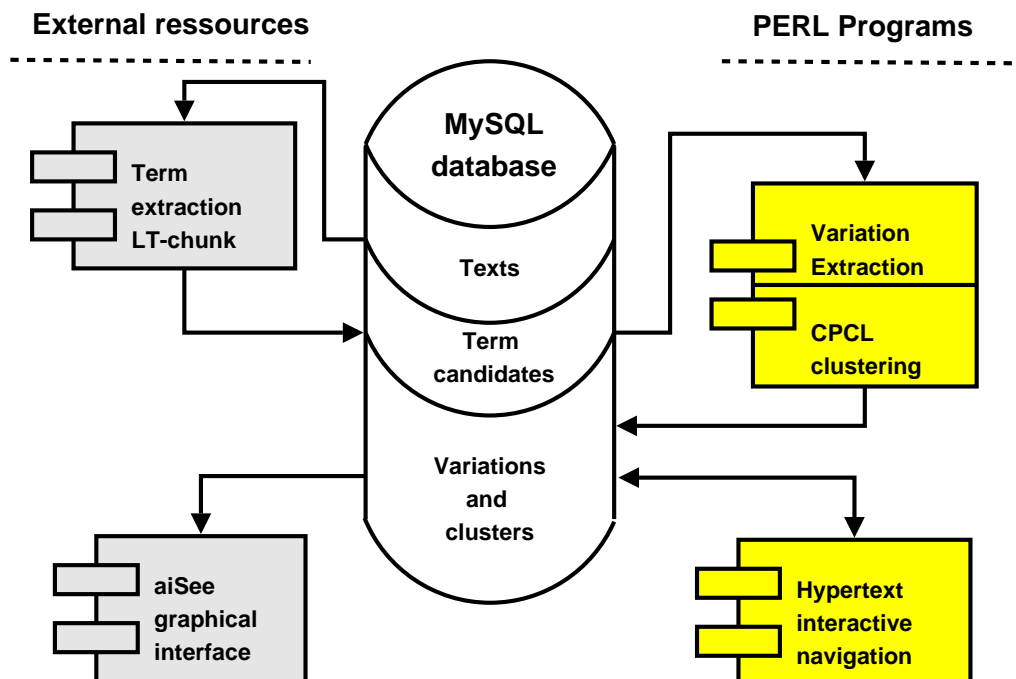 External ressources
PERL Programs
MySQL
database
Term
extraction
LT-chunk
Texts
Term
candidates
Variation
Extraction
CPCL
clustering
Variations
and
clusters
aiSee
graphical
interface
Hypertext
interactive
navigation